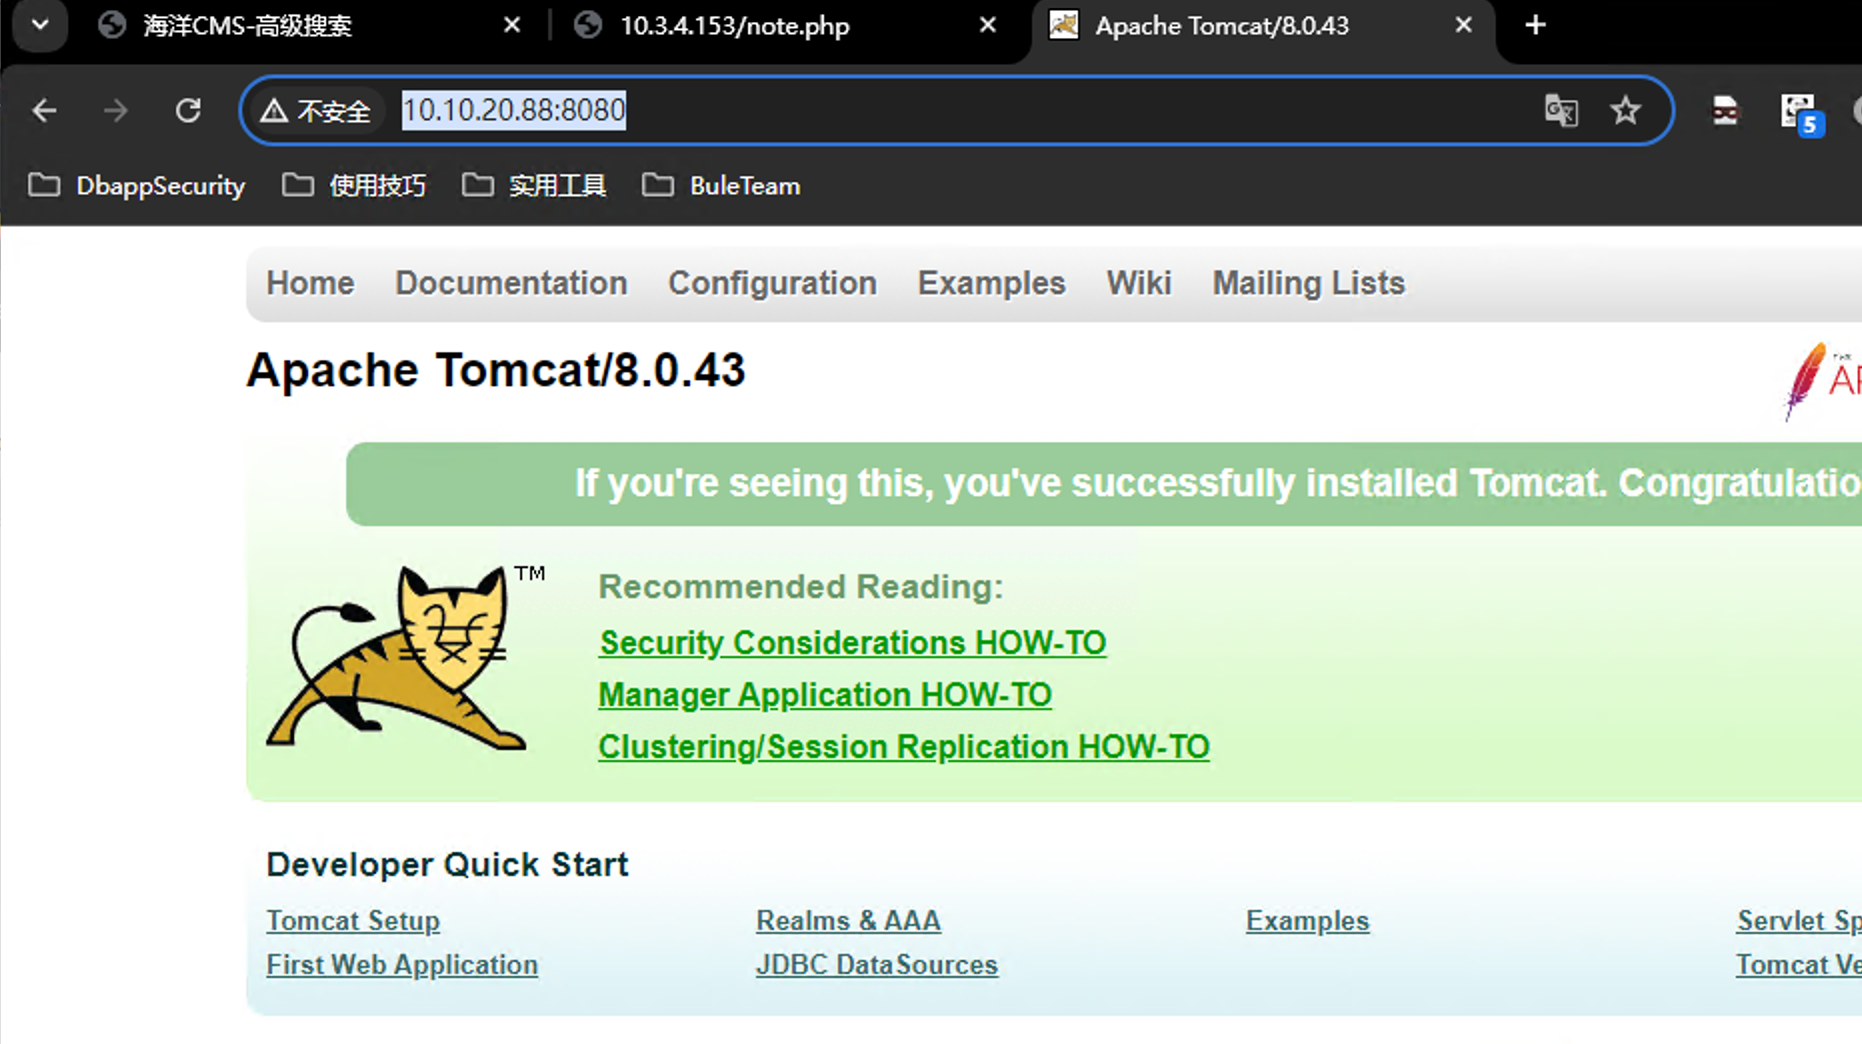 海洋CMS-高级搜索
10.3.4.153/note.php
Apache Tomcat/8.0.43
不安全 10.10.20.88:8080
5
DbappSecurity 使用技巧 实用工具 BuleTeam
Home Documentation Configuration Examples Wiki Mailing Lists
Apache Tomcat/8.0.43
THE
AP
If you're seeing this, you've successfully installed Tomcat. Congratulatio
TM
Recommended Reading:
Security Considerations HOW-TO
Manager Application HOW-TO
Clustering/Session Replication HOW-TO
Developer Quick Start
Tomcat Setup Realms & AAA Examples Servlet Sp
First Web Application JDBC DataSources Tomcat Ve